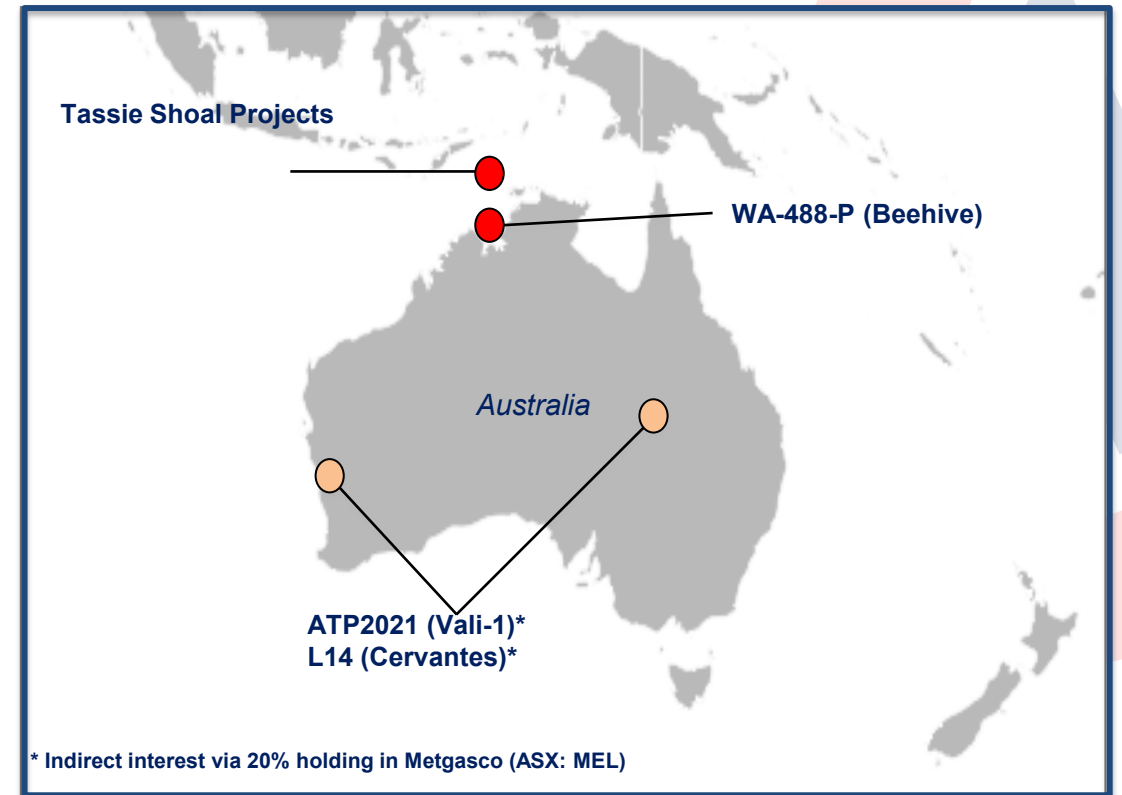 Tassie Shoal Projects
WA-488-P (Beehive)
Australia
ATP2021 (Vali-1)*
L14 (Cervantes)*
* Indirect interest via 20% holding in Metgasco (ASX: MEL)